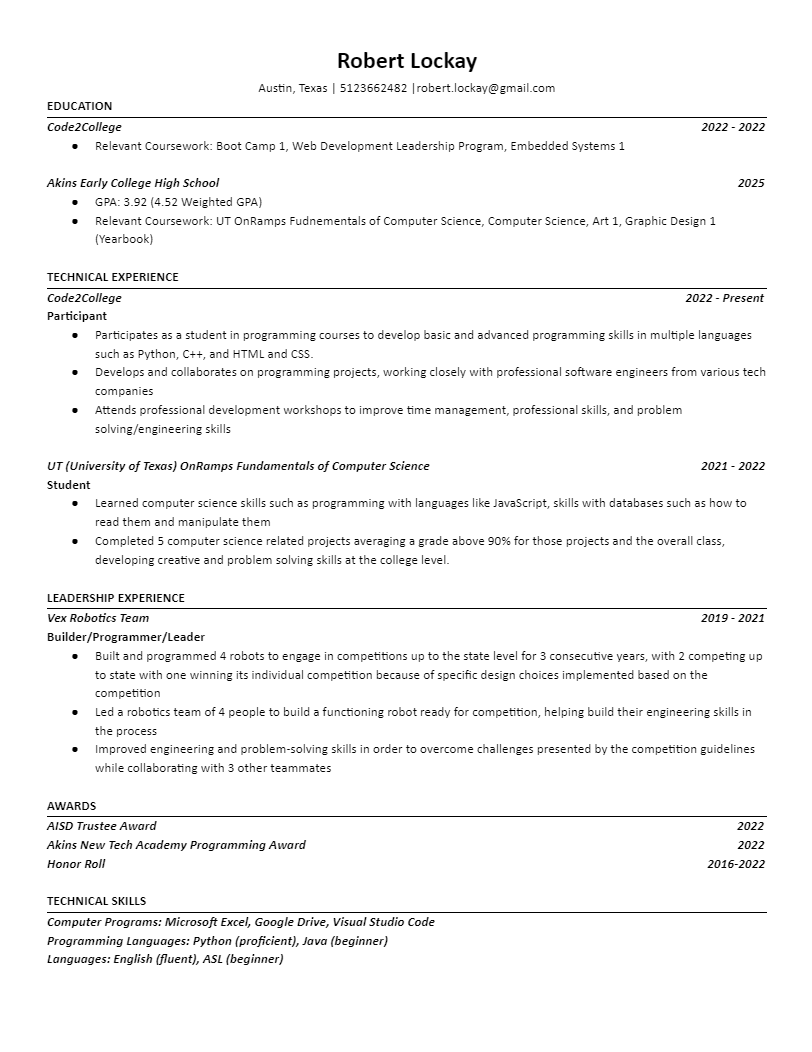 Robert Lockay
Austin, Texas | 5123662482 |robert.lockay@gmail.com
EDUCATION
Code2College 2022 - 2022
● Relevant Coursework: Boot Camp 1, Web Development Leadership Program, Embedded Systems 1
Akins Early College High School 2025
● GPA: 3.92 (4.52 Weighted GPA)
● Relevant Coursework: UT OnRamps Fudnementals of Computer Science, Computer Science, Art 1, Graphic Design 1
(Yearbook)
TECHNICAL EXPERIENCE
Code2College 2022 - Present
Participant
● Participates as a student in programming courses to develop basic and advanced programming skills in multiple languages
such as Python, C++, and HTML and CSS.
● Develops and collaborates on programming projects, working closely with professional software engineers from various tech
companies
● Attends professional development workshops to improve time management, professional skills, and problem
solving/engineering skills
UT (University of Texas) OnRamps Fundamentals of Computer Science 2021 - 2022
Student
● Learned computer science skills such as programming with languages like JavaScript, skills with databases such as how to
read them and manipulate them
● Completed 5 computer science related projects averaging a grade above 90% for those projects and the overall class,
developing creative and problem solving skills at the college level.
LEADERSHIP EXPERIENCE
Vex Robotics Team 2019 - 2021
Builder/Programmer/Leader
● Built and programmed 4 robots to engage in competitions up to the state level for 3 consecutive years, with 2 competing up
to state with one winning its individual competition because of specific design choices implemented based on the
competition
● Led a robotics team of 4 people to build a functioning robot ready for competition, helping build their engineering skills in
the process
● Improved engineering and problem-solving skills in order to overcome challenges presented by the competition guidelines
while collaborating with 3 other teammates
AWARDS
AISD Trustee Award 2022
Akins New Tech Academy Programming Award 2022
Honor Roll 2016-2022
TECHNICAL SKILLS
Computer Programs: Microsoft Excel, Google Drive, Visual Studio Code
Programming Languages: Python (proficient), Java (beginner)
Languages: English (fluent), ASL (beginner)